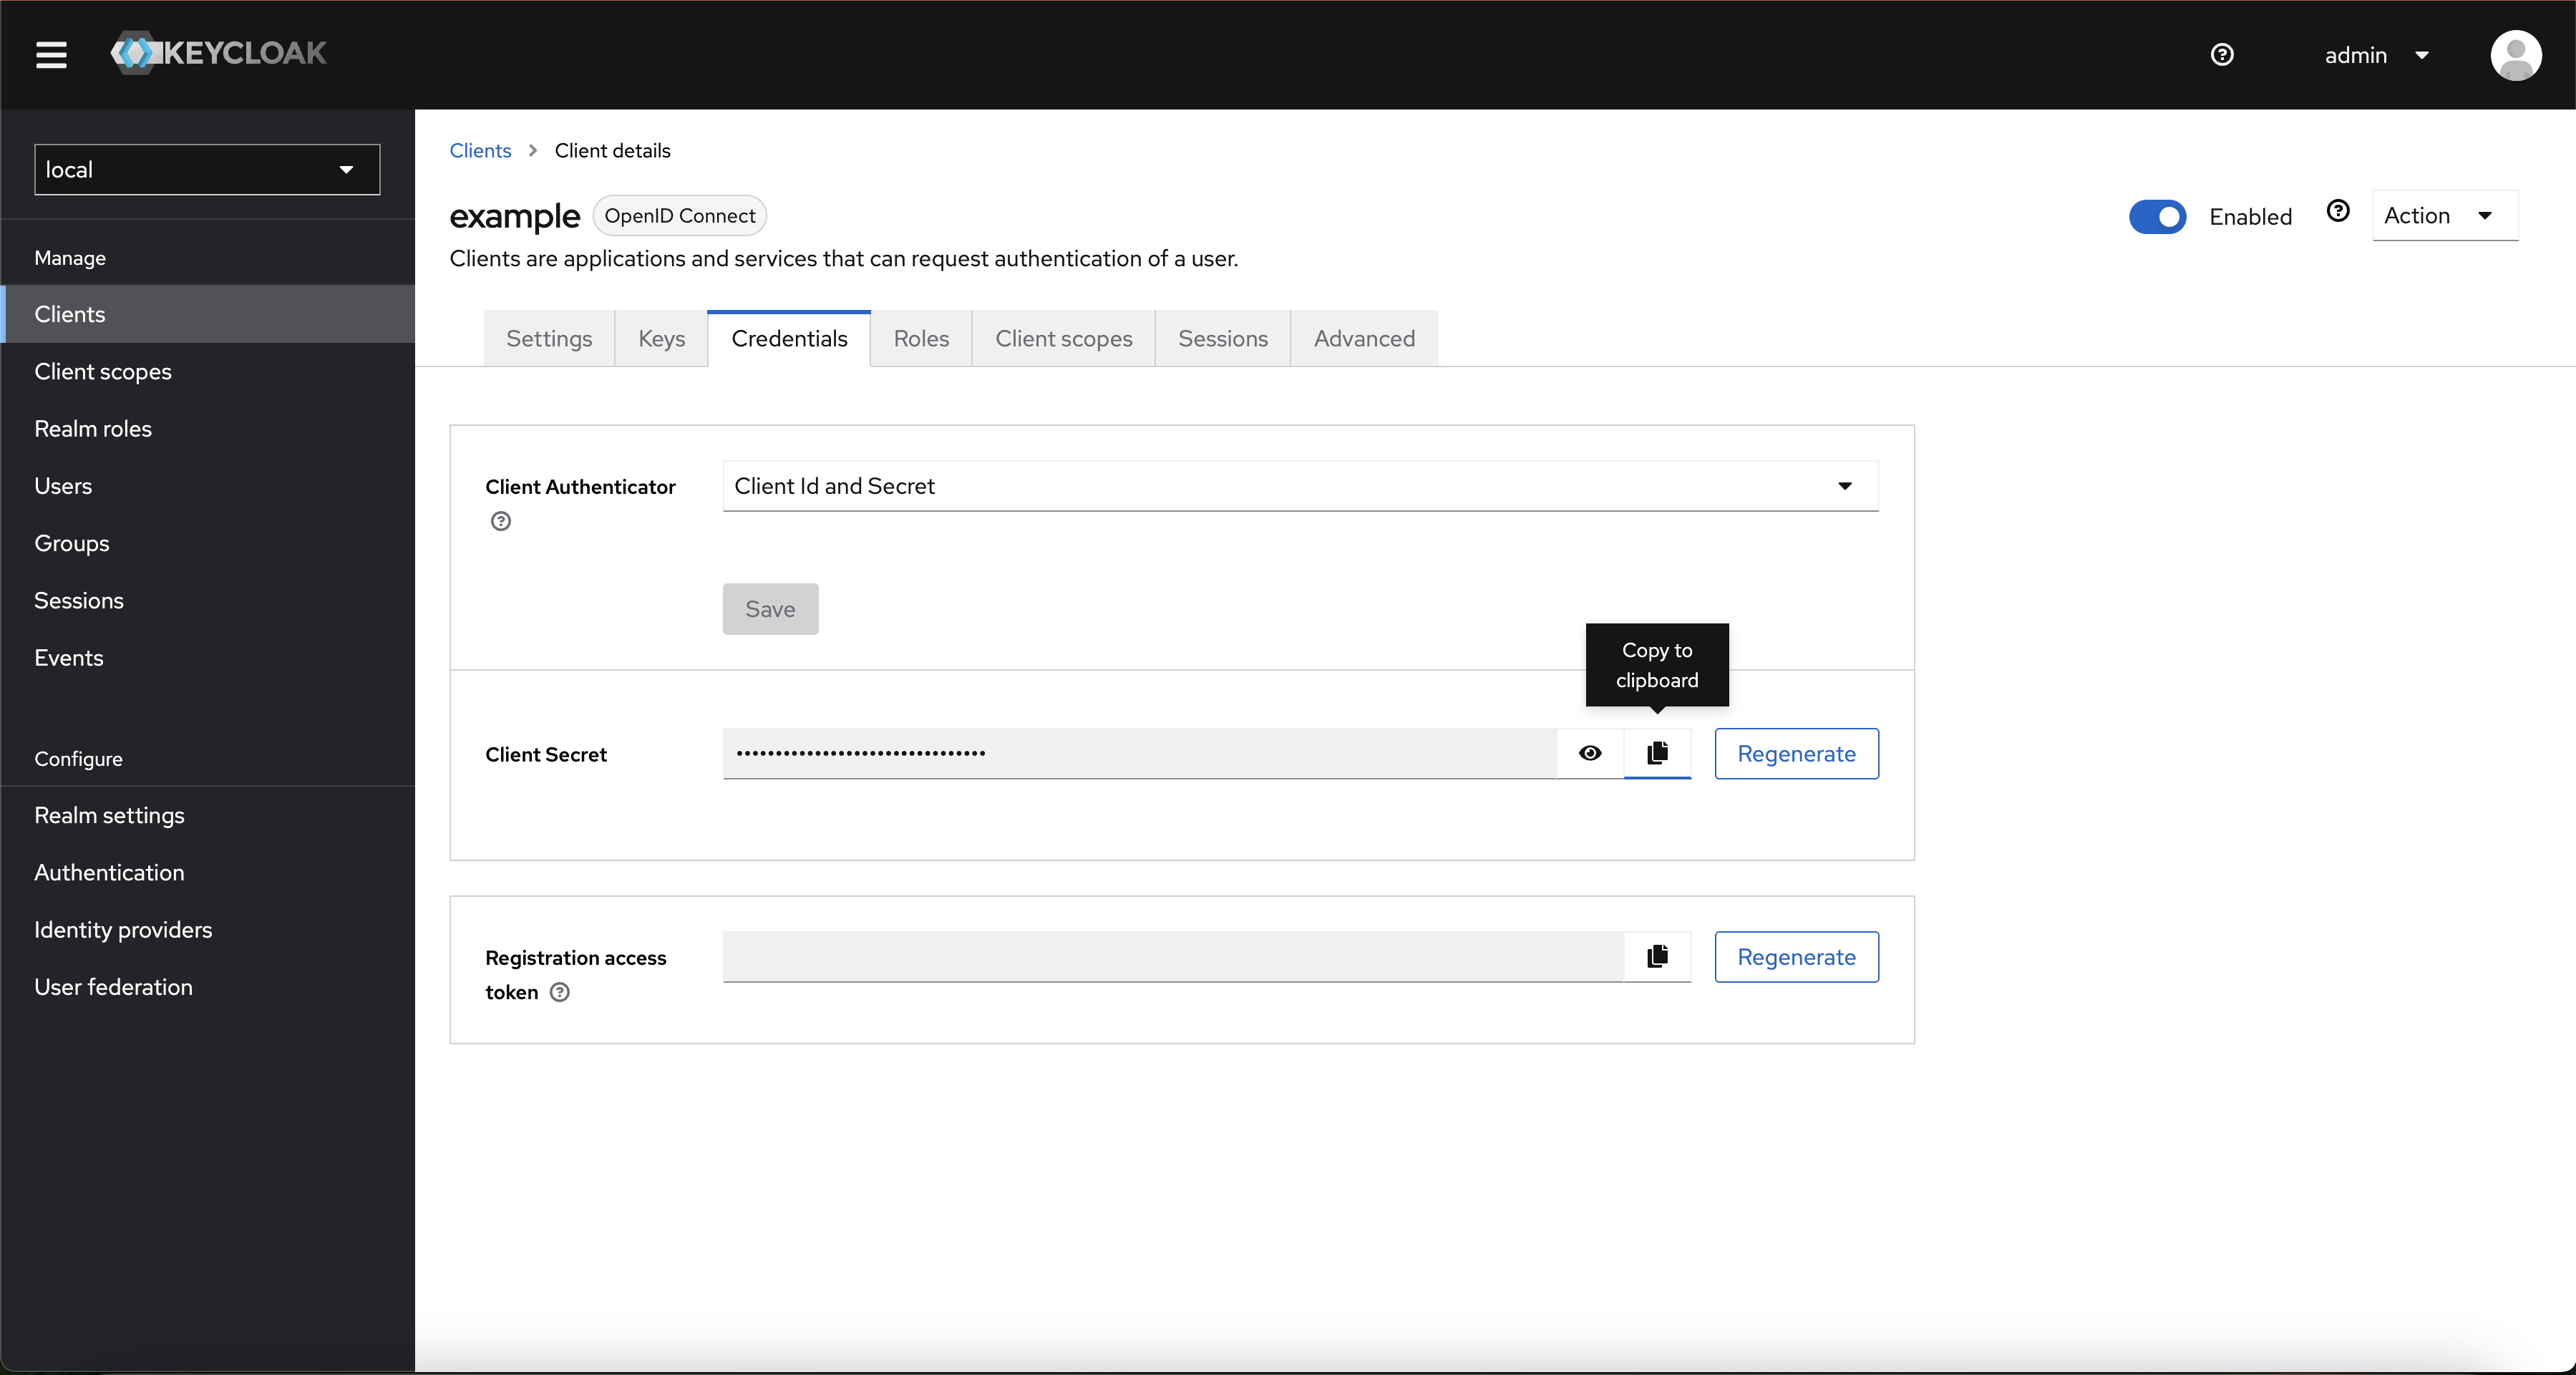 KEYCLOAK
admin
local
Manage
Clients
Client scopes
Realm roles
Users
Groups
Sessions
Events
Configure
Realm settings
Authentication
Identity providers
User federation
Clients > Client details
example OpenID Connect
Enabled
Action
Clients are applications and services that can request authentication of a user.
Settings Keys Credentials Roles Client scopes Sessions Advanced
Client Authenticator
Client Id and Secret
Save
Copy to
clipboard
Client Secret
••••••••••••••••••••••••••••••••
Regenerate
Registration access
token
Regenerate